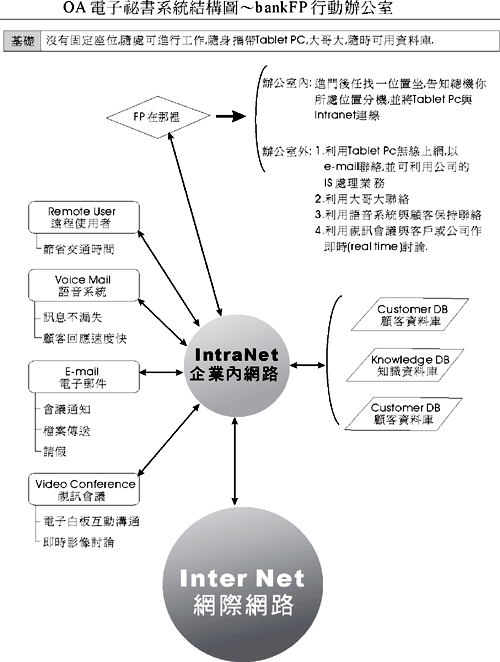 OA電子祕書系統結構圖～bankFP行動辦公室
基礎 沒有固定座位,隨處可進行工作,隨身攜帶Tablet PC,大哥大,隨時可用資料庫.
FP在那裡
辦公室內: 進門後任找一位置坐,告知總機你
所處位置分機,並將Tablet Pc與
Intranet連線
辦公室外: 1.利用Tablet Pc無線上網,以
e-mail聯絡,並可利用公司的
IS處理業務
2.利用大哥大聯絡
3.利用語音系統與顧客保持聯絡
4.利用視訊會議與客戶或公司作
即時(real time)討論.
Remote User
遠程使用者
節省交通時間
Voice Mail
語音系統
訊息不漏失
顧客回應速度快
E-mail
電子郵件
會議通知
檔案傳送
請假
Video Conference
視訊會議
電子白板互動溝通
即時影像討論
IntraNet
企業內網路
Customer DB
顧客資料庫
Knowledge DB
知識資料庫
Customer DB
顧客資料庫
Inter Net
網際網路